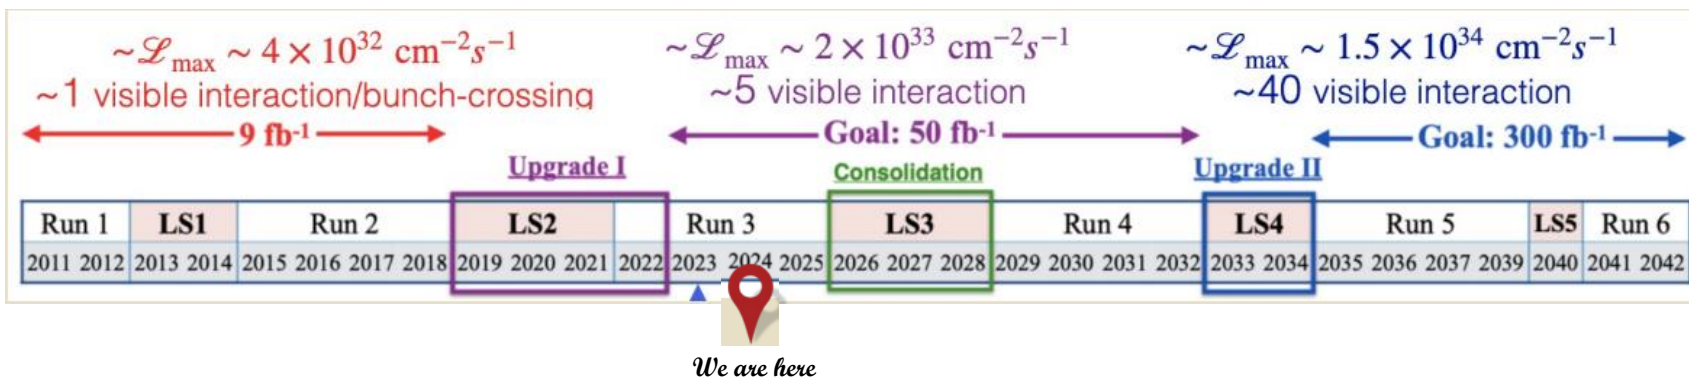 ~ℒmax ~ 4 × 10³² cm⁻²s⁻¹
~1 visible interaction/bunch-crossing
9 fb⁻¹
~ℒmax ~ 2 × 10³³ cm⁻²s⁻¹
~5 visible interaction
Goal: 50 fb⁻¹
~ℒmax ~ 1.5 × 10³⁴ cm⁻²s⁻¹
~40 visible interaction
Goal: 300 fb⁻¹
Upgrade I
Consolidation
Upgrade II
Run 1 LS1 Run 2 LS2 Run 3 LS3 Run 4 LS4 Run 5 LS5 Run 6
2011 2012 2013 2014 2015 2016 2017 2018 2019 2020 2021 2022 2023 2024 2025 2026 2027 2028 2029 2030 2031 2032 2033 2034 2035 2036 2037 2039 2040 2041 2042
We are here